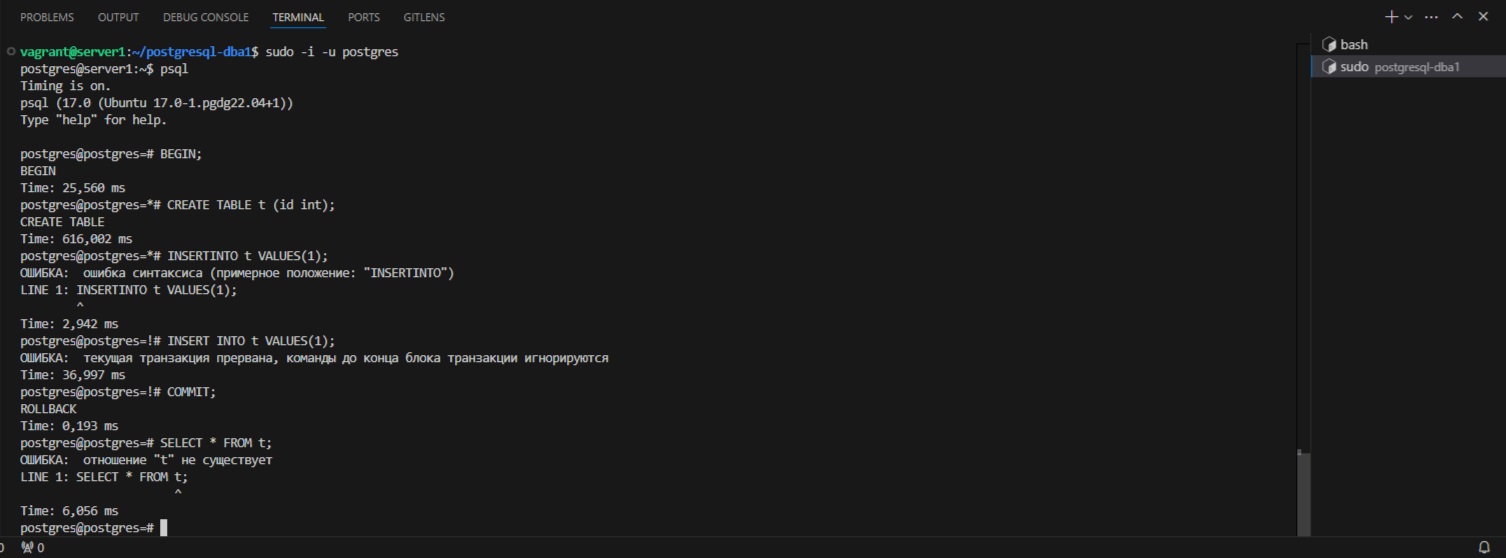 PROBLEMS OUTPUT DEBUG CONSOLE TERMINAL PORTS GITLENS
vagrant@server1:~/postgresql-dba1$ sudo -i -u postgres
postgres@server1:~$ psql
Timing is on.
psql (17.0 (Ubuntu 17.0-1.pgdg22.04+1))
Type "help" for help.
postgres@postgres=# BEGIN;
BEGIN
Time: 25,560 ms
postgres@postgres=*# CREATE TABLE t (id int);
CREATE TABLE
Time: 616,002 ms
postgres@postgres=*# INSERTINTO t VALUES(1);
ОШИБКА:  ошибка синтаксиса (примерное положение: "INSERTINTO")
LINE 1: INSERTINTO t VALUES(1);
^
Time: 2,942 ms
postgres@postgres=!# INSERT INTO t VALUES(1);
ОШИБКА:  текущая транзакция прервана, команды до конца блока транзакции игнорируются
Time: 36,997 ms
postgres@postgres=!# COMMIT;
ROLLBACK
Time: 0,193 ms
postgres@postgres=# SELECT * FROM t;
ОШИБКА:  отношение "t" не существует
LINE 1: SELECT * FROM t;
^
Time: 6,056 ms
postgres@postgres=#
bash
sudo postgresql-dba1
0 0